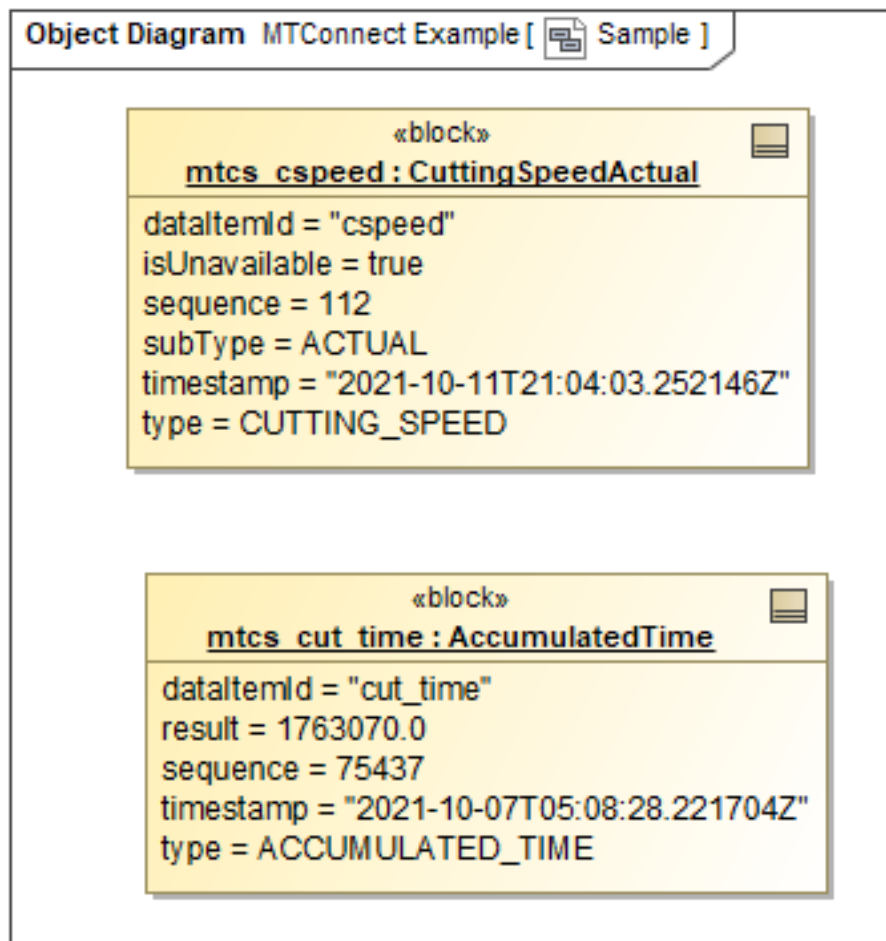 Object Diagram MTConnect Example [ Sample ]
«block»
mtcs_cspeed : CuttingSpeedActual
dataItemId = "cspeed"
isUnavailable = true
sequence = 112
subType = ACTUAL
timestamp = "2021-10-11T21:04:03.252146Z"
type = CUTTING_SPEED
«block»
mtcs_cut_time : AccumulatedTime
dataItemId = "cut_time"
result = 1763070.0
sequence = 75437
timestamp = "2021-10-07T05:08:28.221704Z"
type = ACCUMULATED_TIME